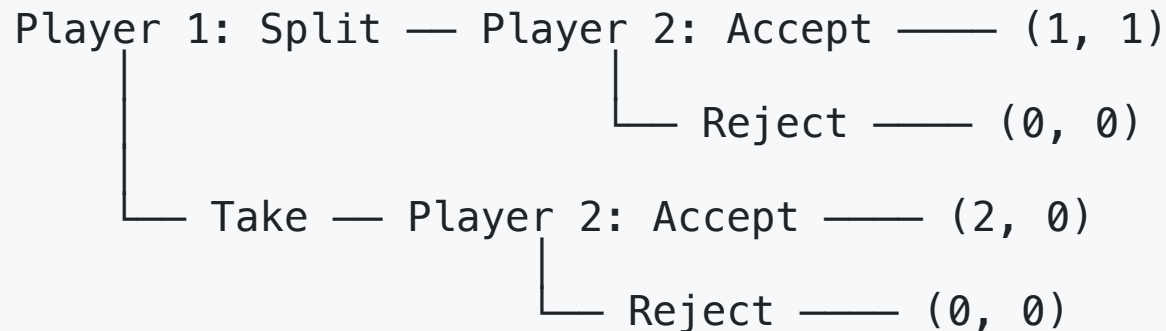 Player 1: Split ── Player 2: Accept ──── (1, 1)
Reject ──── (0, 0)
Take ── Player 2: Accept ──── (2, 0)
Reject ──── (0, 0)